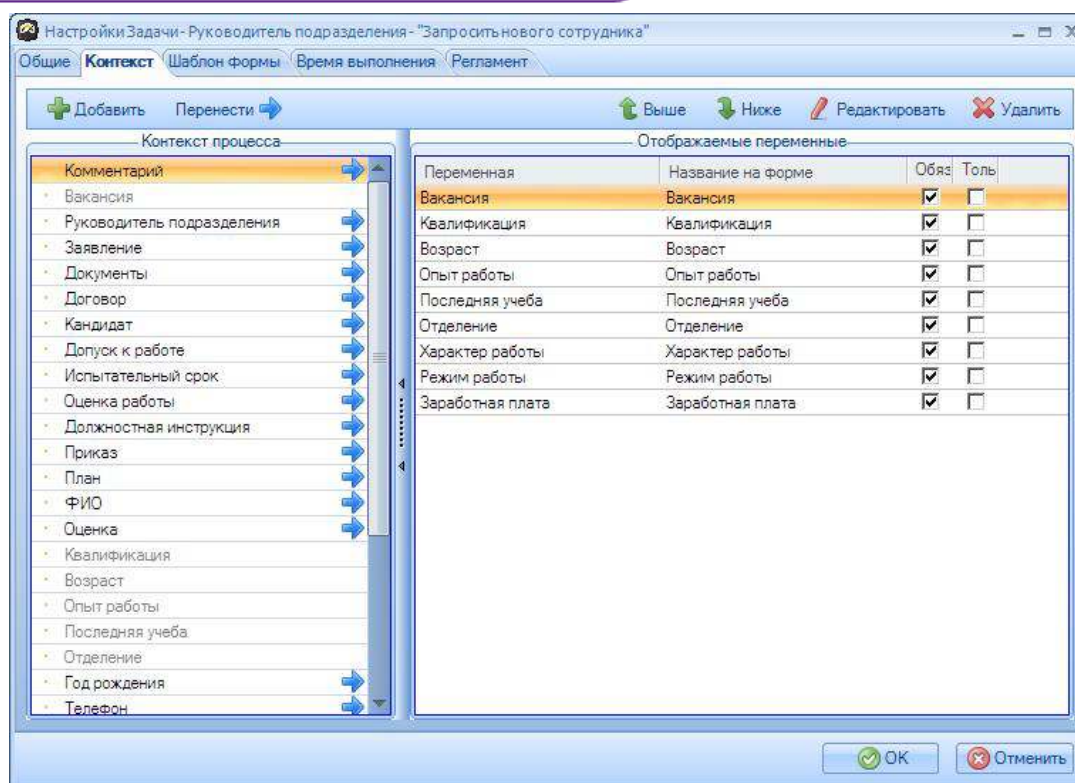 Настройки Задачи - Руководитель подразделения - "Запросить нового сотрудника"
Общие Контекст Шаблон формы Время выполнения Регламент
Добавить Перенести Выше Ниже Редактировать Удалить
Контекст процесса
Комментарий
Вакансия
Руководитель подразделения
Заявление
Документы
Договор
Кандидат
Допуск к работе
Испытательный срок
Оценка работы
Должностная инструкция
Приказ
План
ФИО
Оценка
Квалификация
Возраст
Опыт работы
Последняя учеба
Отделение
Год рождения
Телефон
Отображаемые переменные
Переменная Название на форме Обяз Толь
Вакансия Вакансия
Квалификация Квалификация
Возраст Возраст
Опыт работы Опыт работы
Последняя учеба Последняя учеба
Отделение Отделение
Характер работы Характер работы
Режим работы Режим работы
Заработная плата Заработная плата
OK Отменить